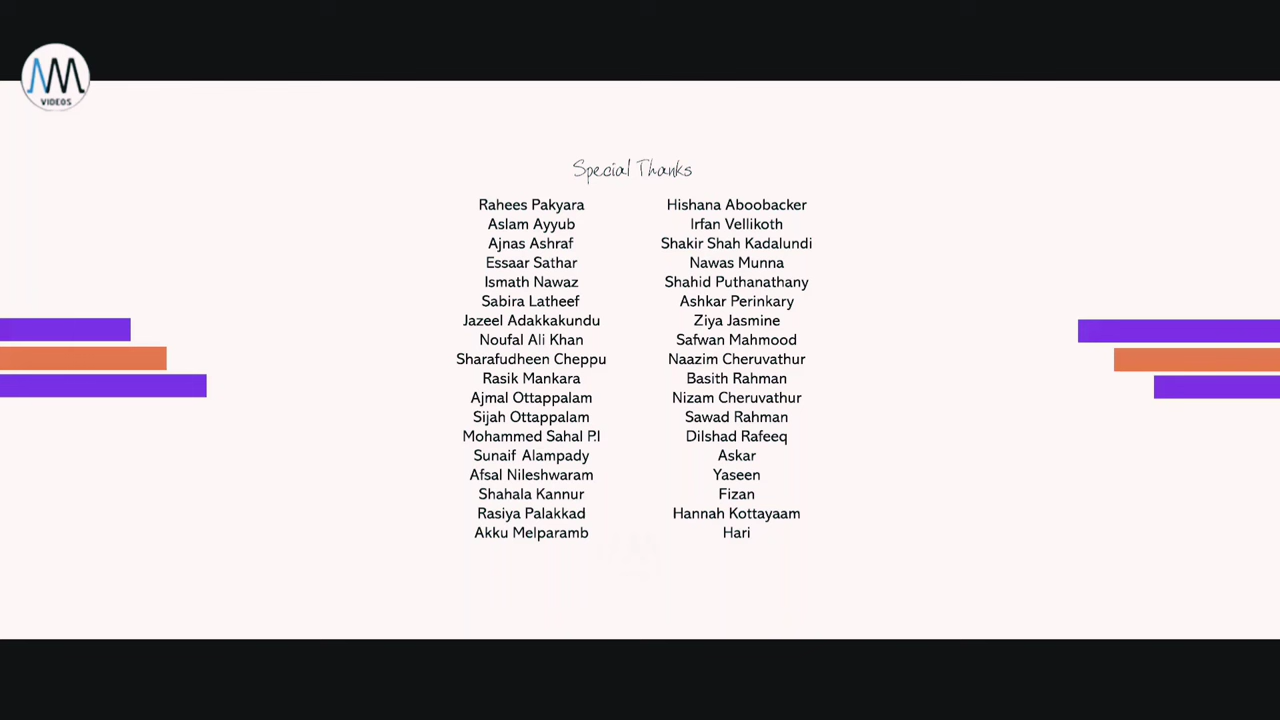 VIDEOS
Special Thanks
Rahees Pakyara
Aslam Ayyub
Ajnas Ashraf
Essaar Sathar
Ismath Nawaz
Sabira Latheef
Jazeel Adakkakundu
Noufal Ali Khan
Sharafudheen Cheppu
Rasik Mankara
Ajmal Ottappalam
Sijah Ottappalam
Mohammed Sahal P.I
Sunaif Alampady
Afsal Nileshwaram
Shahala Kannur
Rasiya Palakkad
Akku Melparamb
Hishana Aboobacker
Irfan Vellikoth
Shakir Shah Kadalundi
Nawas Munna
Shahid Puthanathany
Ashkar Perinkary
Ziya Jasmine
Safwan Mahmood
Naazim Cheruvathur
Basith Rahman
Nizam Cheruvathur
Sawad Rahman
Dilshad Rafeeq
Askar
Yaseen
Fizan
Hannah Kottayaam
Hari